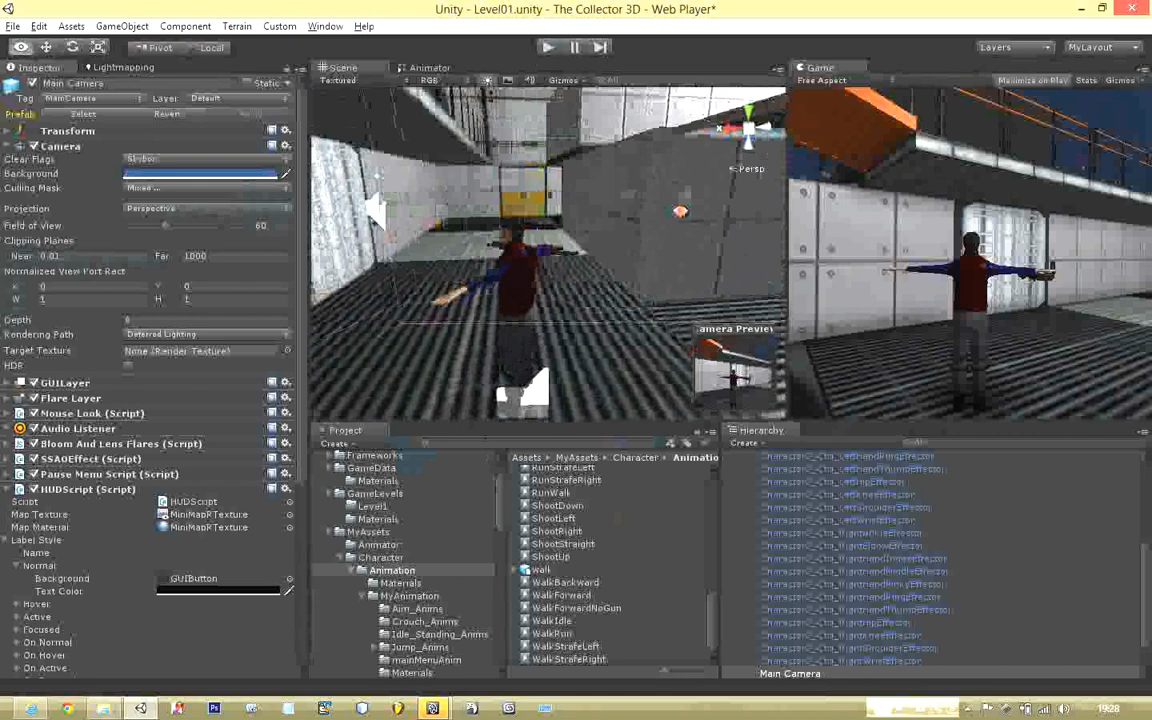 Unity - Level01.unity - The Collector 3D - Web Player*
File Edit Assets GameObject Component Terrain Custom Window Help
Pivot Local Layers MyLayout
Inspector Lightmapping
Main Camera Static
Tag MainCamera Layer Default
Prefab Select Revert
Transform
Camera
Clear Flags Skybox
Background
Culling Mask Mixed ...
Projection Perspective
Field of View 60
Clipping Planes
Near 0.01 Far 1000
Normalized View Port Rect
X 0 Y 0
W 1 H 1
Depth 0
Rendering Path Deferred Lighting
Target Texture None (Render Texture)
HDR
GUILayer
Flare Layer
Mouse Look (Script)
Audio Listener
Bloom And Lens Flares (Script)
SSAOEffect (Script)
Pause Menu Script (Script)
HUDScript (Script)
Script HUDScript
Map Texture MiniMapRTexture
Map Material MiniMapRTexture
Label Style
Name
Normal
Background GUIButton
Text Color
Hover
Active
Focused
On Normal
On Hover
On Active
Scene Animator
Textured RGB Gizmos All
x
Persp
Camera Preview
Game
Free Aspect Maximize on Play Stats Gizmos
Project
Create
Frameworks
GameData
Materials
GameLevels
Level1
Materials
MyAssets
Animator
Character
Animation
Materials
MyAnimation
Aim_Anims
Crouch_Anims
Idle_Standing_Anims
Jump_Anims
mainMenuAnim
Materials
Assets MyAssets Character Animatio
RunStrafeLeft
RunStrafeRight
RunWalk
ShootDown
ShootLeft
ShootRight
ShootStraight
ShootUp
walk
WalkBackward
WalkForward
WalkForwardNoGun
WalkIdle
WalkRun
WalkStrafeLeft
WalkStrafeRight
Hierarchy
Create All
Main Camera
19:28